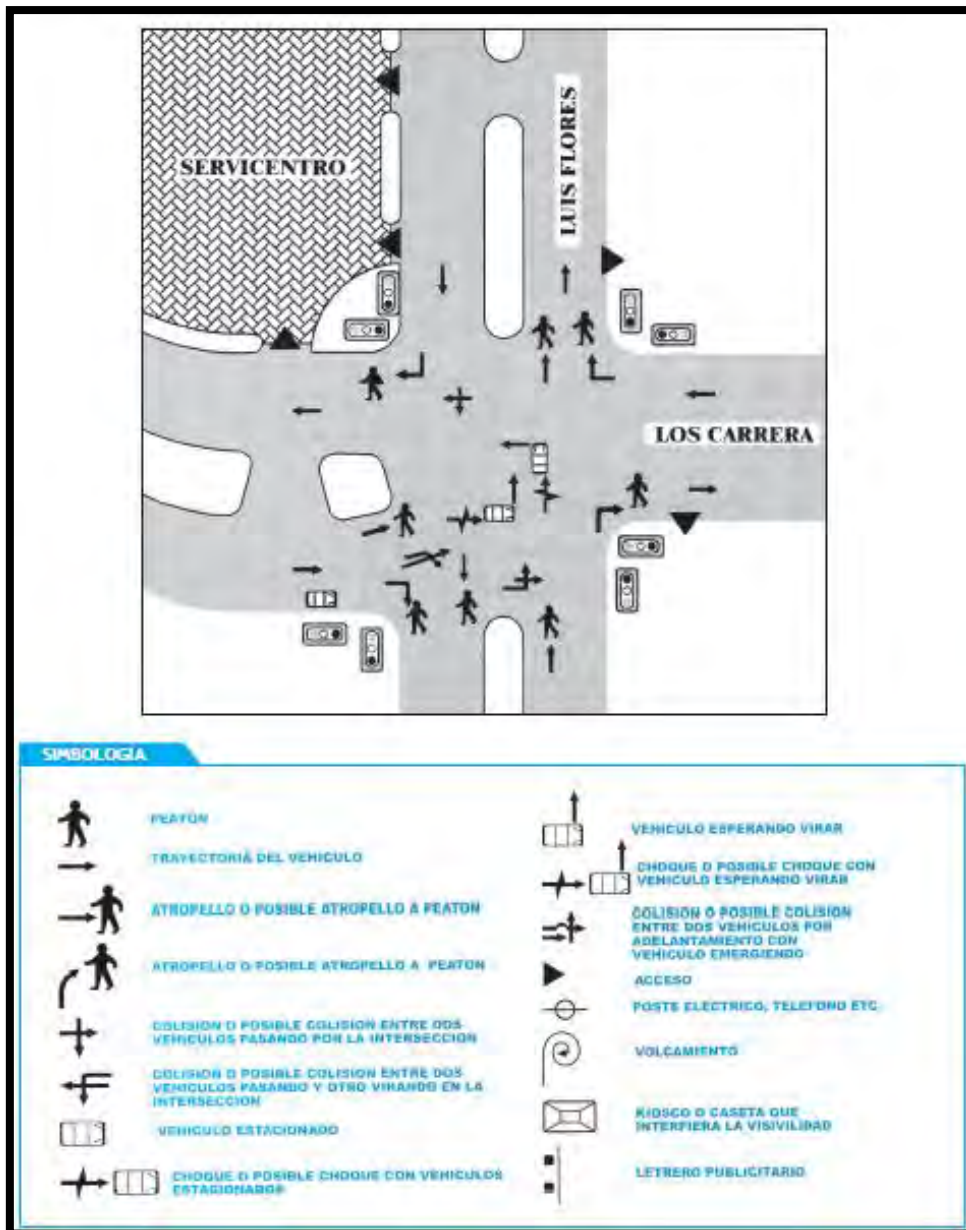 SERVICENTRO
LUIS FLORES
LOS CARRERA
SIMBOLOGIA
PEATON
TRAYECTORIA DEL VEHICULO
ATROPELLO O POSIBLE ATROPELLO A PEATON
ATROPELLO O POSIBLE ATROPELLO A PEATON
COLISION O POSIBLE COLISION ENTRE DOS
VEHICULOS PASANDO POR LA INTERSECCION
COLISION O POSIBLE COLISION ENTRE DOS
VEHICULOS PASANDO Y OTRO VIRANDO EN LA
INTERSECCION
VEHICULO ESTACIONADO
CHOQUE O POSIBLE CHOQUE CON VEHICULOS
ESTACIONADOS
VEHICULO ESPERANDO VIRAR
CHOQUE O POSIBLE CHOQUE CON
VEHICULO ESPERANDO VIRAR
COLISION O POSIBLE COLISION
ENTRE DOS VEHICULOS POR
ADELANTAMIENTO CON
VEHICULO EMERGIENDO
ACCESO
POSTE ELECTRICO, TELEFONO ETC
VOLCAMIENTO
KIOSCO O CASETA QUE
INTERFIERA LA VISIVILIDAD
LETRERO PUBLICITARIO